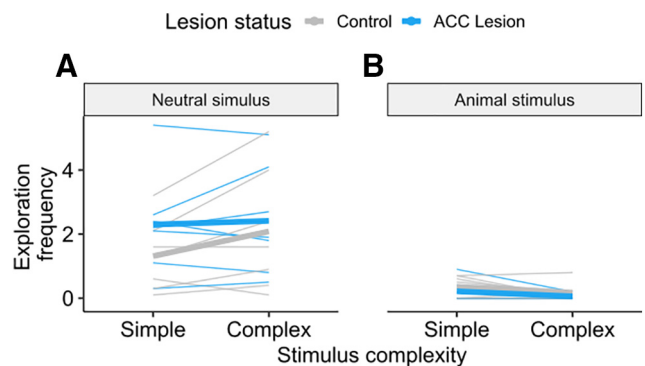 Lesion status Control ACC Lesion
A B
Neutral simulus Animal stimulus
Exploration
frequency
4
2
0
Simple Complex Simple Complex
Stimulus complexity